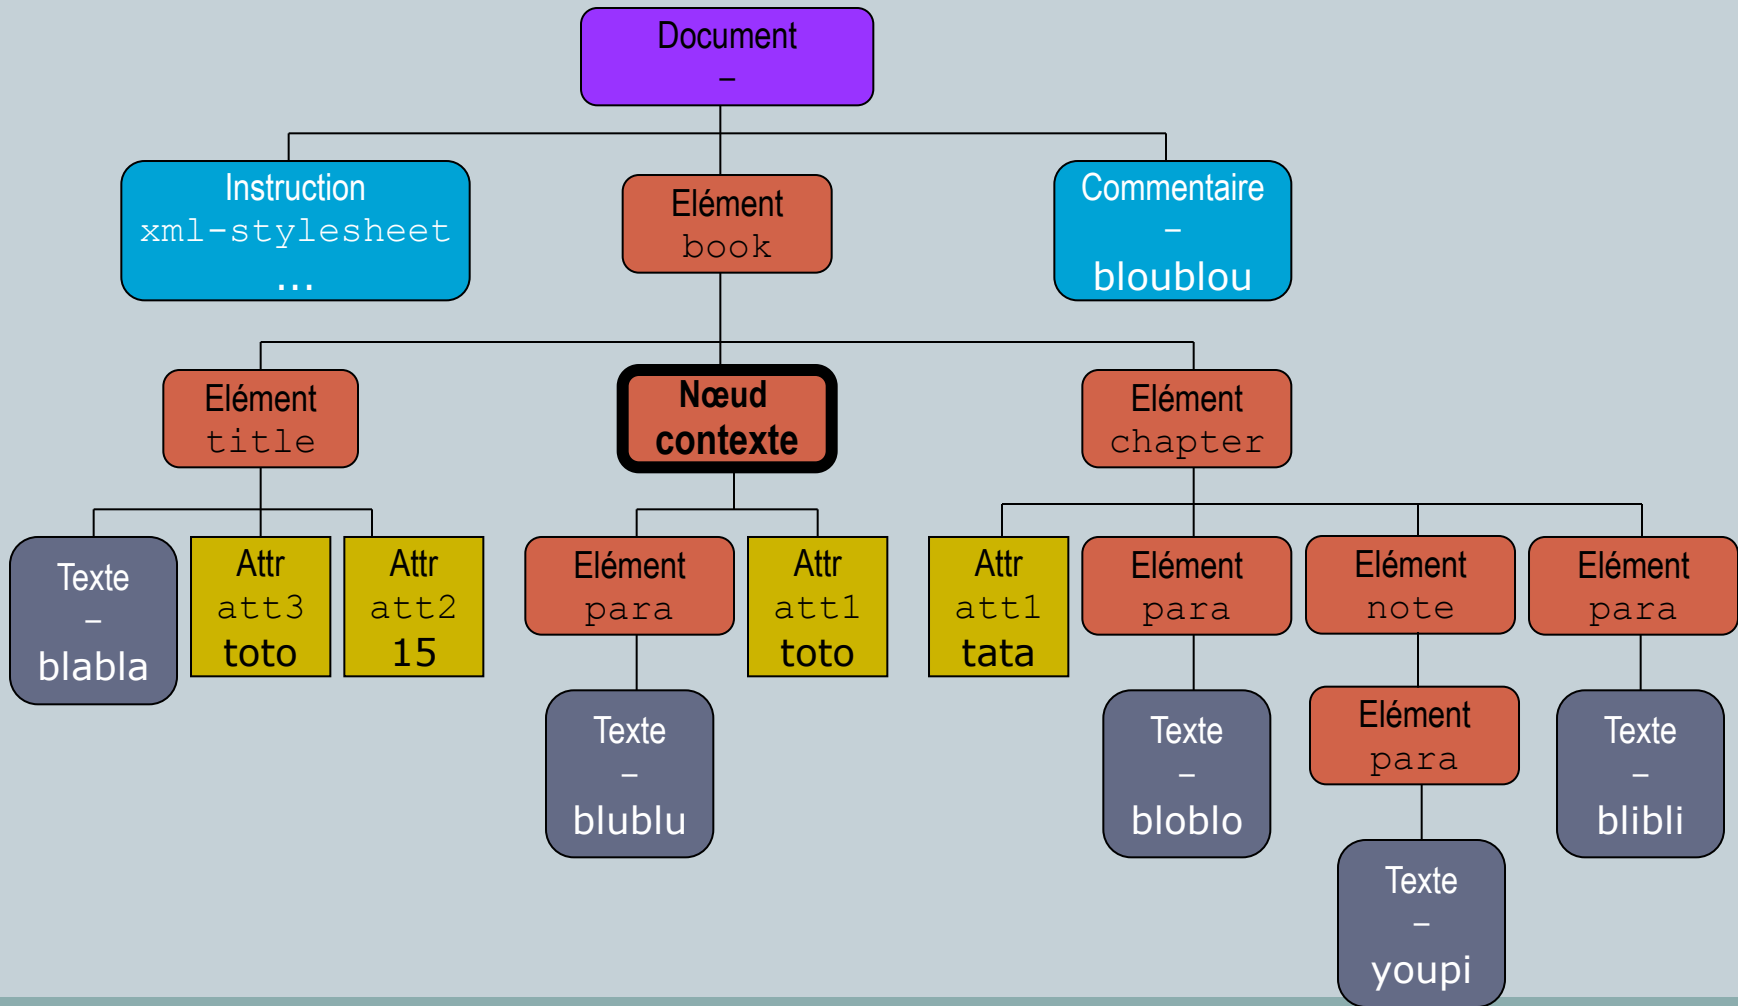 Document
–
Instruction
xml-stylesheet
...
Elément
book
Commentaire
–
bloublou
Elément
title
Nœud
contexte
Elément
chapter
Texte
–
blabla
Attr
att3
toto
Attr
att2
15
Elément
para
Attr
att1
toto
Attr
att1
tata
Elément
para
Elément
note
Elément
para
Texte
–
blublu
Texte
–
bloblo
Elément
para
Texte
–
blibli
Texte
–
youpi